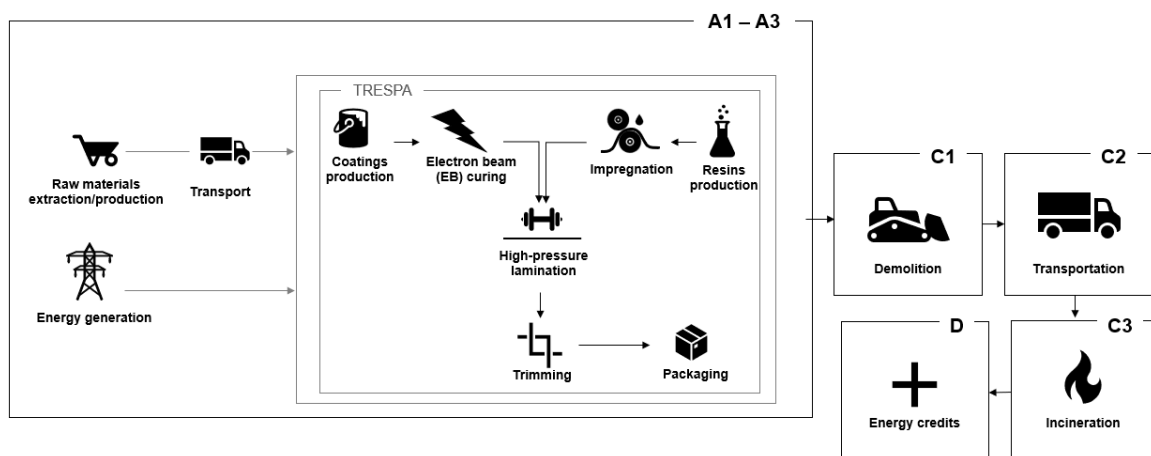 A1 – A3
TRESPA
Coatings
production
Electron beam
(EB) curing
Impregnation
Resins
production
Raw materials
extraction/production
Transport
High-pressure
lamination
Energy generation
Trimming
Packaging
C1
Demolition
C2
Transportation
C3
Incineration
D
Energy credits